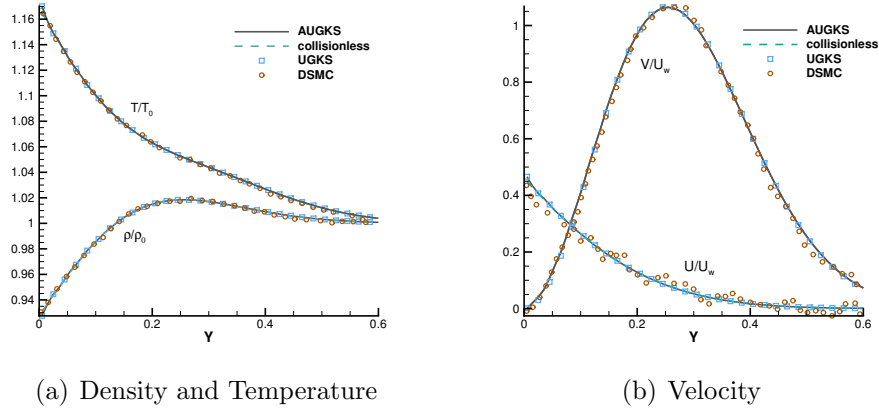 1.16
1.14
1.12
1.1
1.08
1.06
1.04
1.02
1
0.98
0.96
0.94
0
0.2
0.4
0.6
Y
AUGKS
collisionless
UGKS
DSMC
T/T0
ρ/ρ0
(a) Density and Temperature
1
0.8
0.6
0.4
0.2
0
0
0.2
0.4
0.6
Y
AUGKS
collisionless
UGKS
DSMC
V/Uw
U/Uw
(b) Velocity